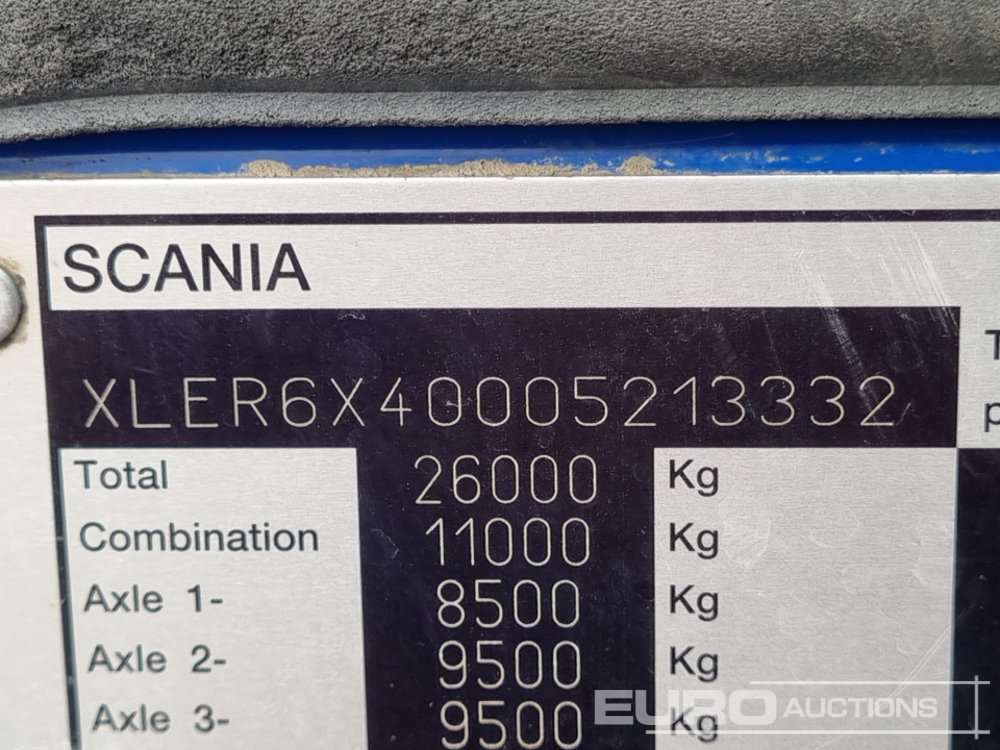 SCANIA
XLER6X40005213332
Total 26000 Kg
Combination 11000 Kg
Axle 1- 8500 Kg
Axle 2- 9500 Kg
Axle 3- 9500 Kg
EURO AUCTIONS